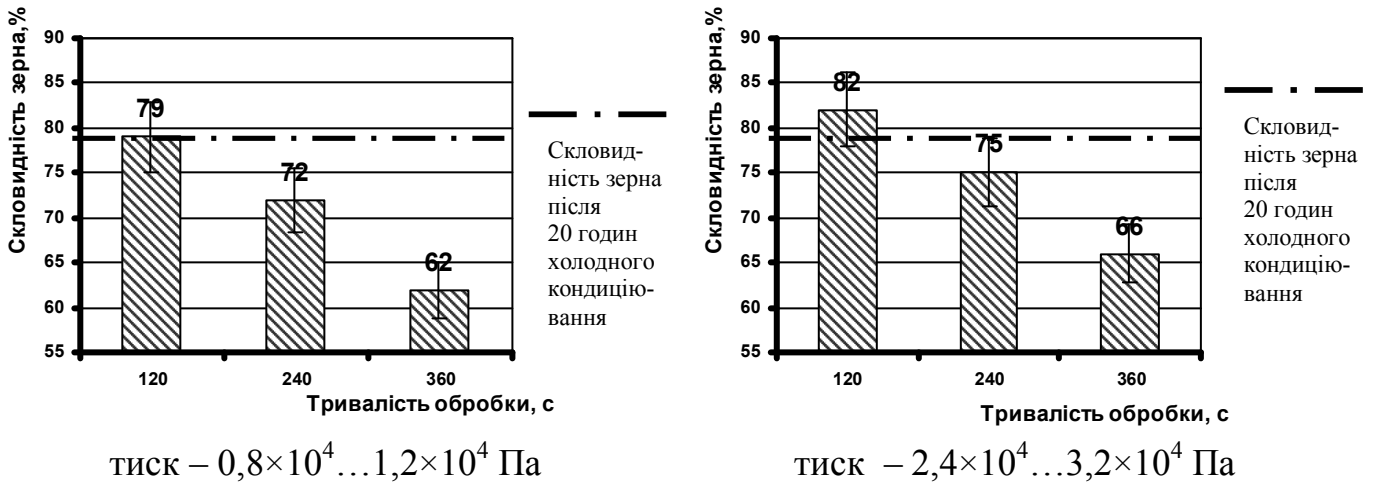 Скловидність зерна,%
90
85
80
75
70
65
60
55
79
72
62
120
240
360
Тривалість обробки, с
Скловид-
ність зерна
після
20 годин
холодного
кондицію-
вання
тиск – 0,8×10⁴…1,2×10⁴ Па
Скловидність зерна,%
90
85
80
75
70
65
60
55
82
75
66
120
240
360
Тривалість обробки, с
Скловид-
ність зерна
після
20 годин
холодного
кондицію-
вання
тиск – 2,4×10⁴…3,2×10⁴ Па